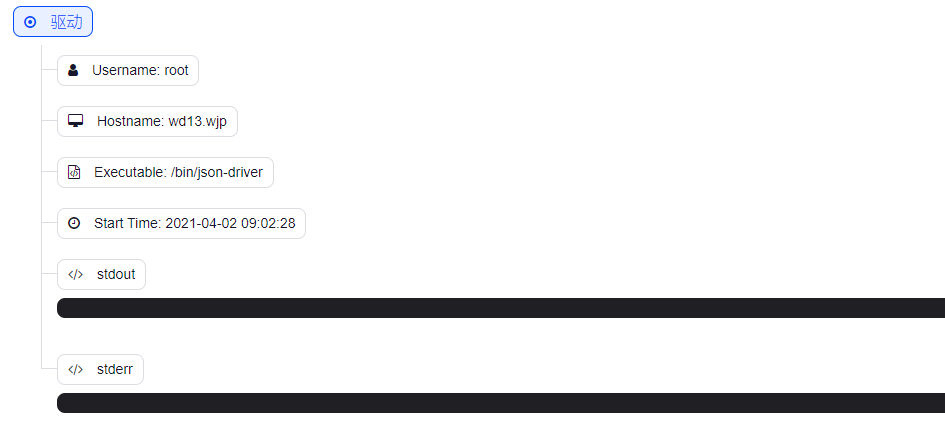 驱动
Username: root
Hostname: wd13.wjp
Executable: /bin/json-driver
Start Time: 2021-04-02 09:02:28
</> stdout
</> stderr